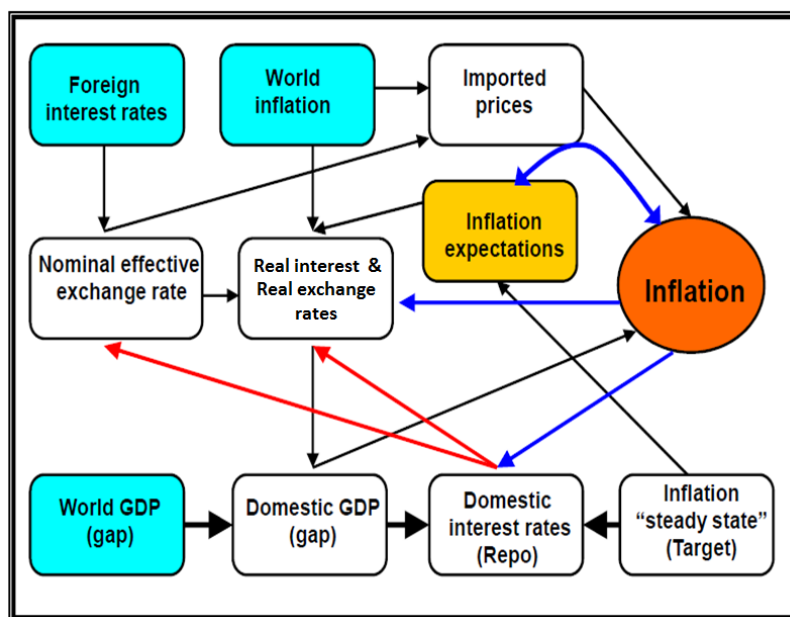 Foreign
interest rates
World
inflation
Imported
prices
Inflation
expectations
Nominal effective
exchange rate
Real interest &
Real exchange
rates
Inflation
World GDP
(gap)
Domestic GDP
(gap)
Domestic
interest rates
(Repo)
Inflation
“steady state”
(Target)